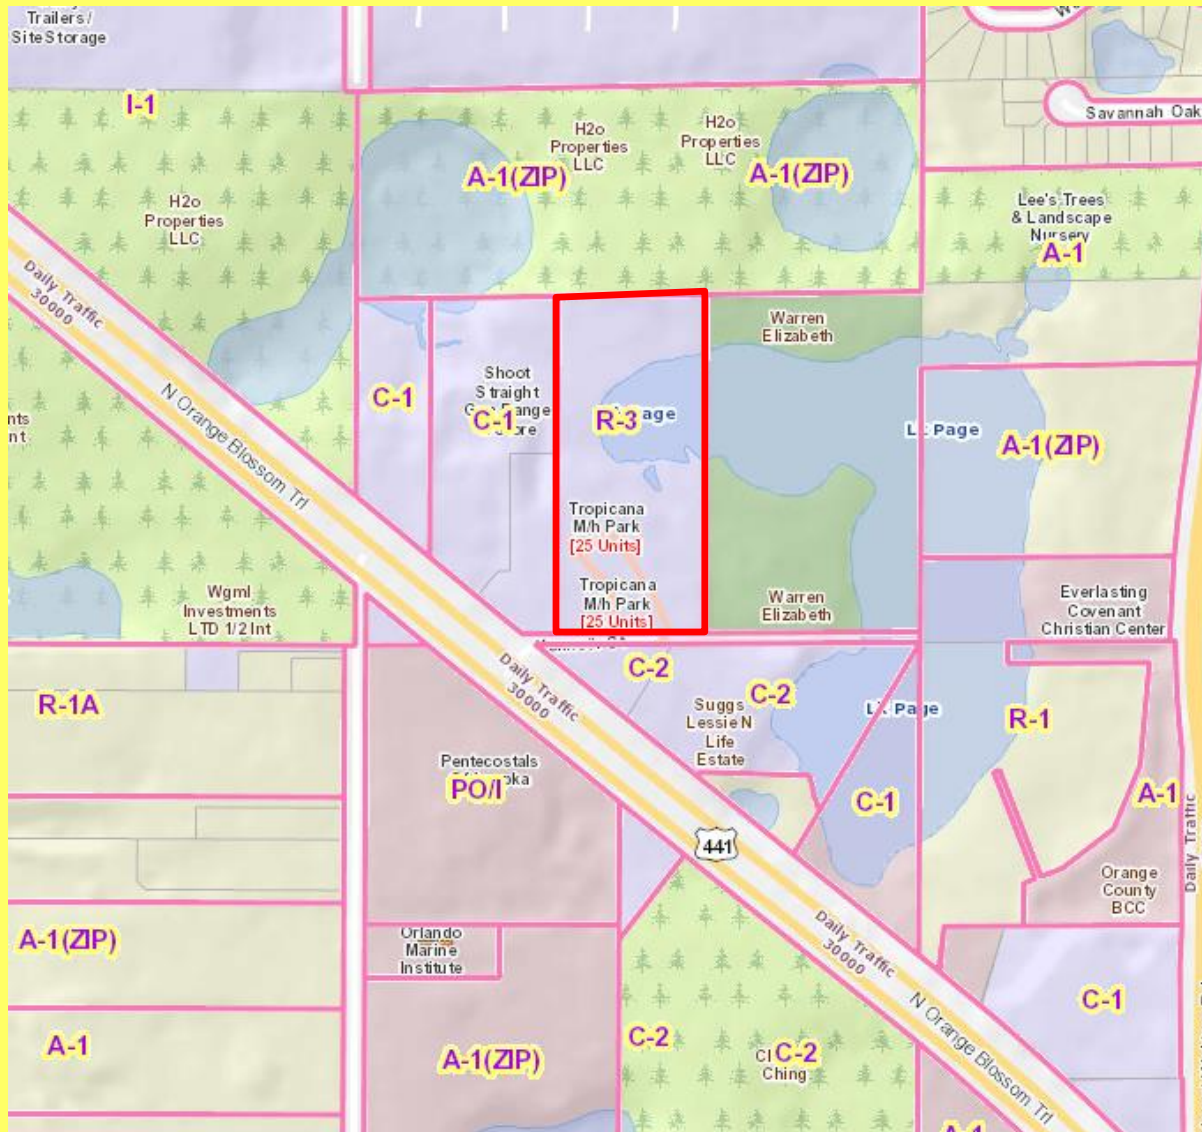 Trailers /
Site Storage
I-1
H2o
Properties
LLC
A-1(ZIP)
H2o
Properties
LLC
H2o
Properties
LLC
A-1(ZIP)
Savannah Oak
Lee's Trees
& Landscape
Nursery
A-1
Daily Traffic
30000
N Orange Blossom Trl
C-1
Shoot
Straight
Range
C-1
R-3
Warren
Elizabeth
Page
A-1(ZIP)
Tropicana
M/h Park
[25 Units]
Tropicana
M/h Park
[25 Units]
Warren
Elizabeth
Everlasting
Covenant
Christian Center
Wgml
Investments
LTD 1/2 Int
Daily Traffic
30000
C-2
C-2
Suggs
Lessie N
Life
Estate
Page
R-1
R-1A
Pentecostals
PO/I
C-1
A-1
Daily Traffic
441
Orange
County
BCC
A-1(ZIP)
Orlando
Marine
Institute
Daily Traffic
30000
N Orange Blossom Trl
C-1
A-1
A-1(ZIP)
C-2
C-2
Ching
A-1